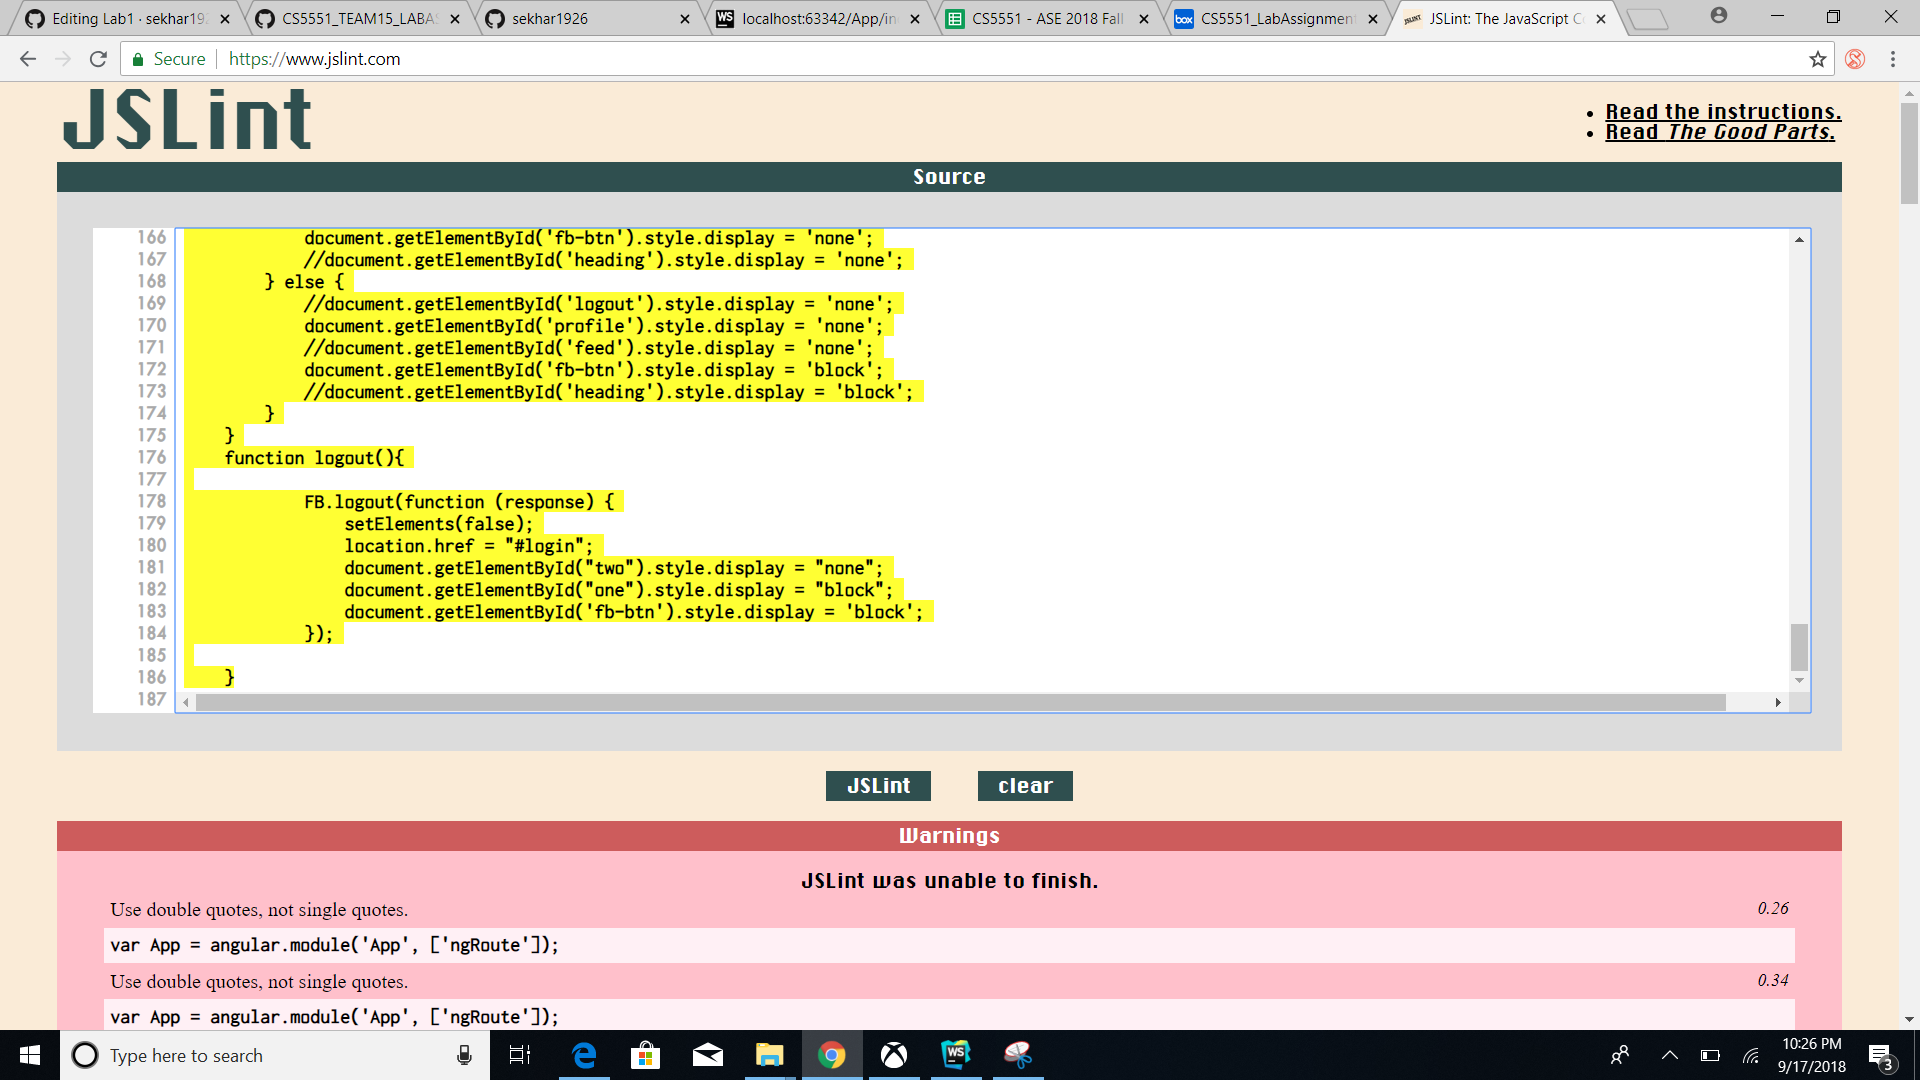 Editing Lab1 · sekhar19
CS5551_TEAM15_LABAS
sekhar1926
WS localhost:63342/App/in
CS5551 - ASE 2018 Fall
box CS5551_LabAssignment
JSLINT JSLint: The JavaScript Co
Secure https://www.jslint.com
JSLint
Read the instructions.
Read The Good Parts.
Source
166 document.getElementById('fb-btn').style.display = 'none';
167 //document.getElementById('heading').style.display = 'none';
168 } else {
169 //document.getElementById('logout').style.display = 'none';
170 document.getElementById('profile').style.display = 'none';
171 //document.getElementById('feed').style.display = 'none';
172 document.getElementById('fb-btn').style.display = 'block';
173 //document.getElementById('heading').style.display = 'block';
174 }
175 }
176 function logout(){
177
178 FB.logout(function (response) {
179 setElements(false);
180 location.href = "#login";
181 document.getElementById("two").style.display = "none";
182 document.getElementById("one").style.display = "block";
183 document.getElementById('fb-btn').style.display = 'block';
184 });
185
186 }
187
JSLint clear
Warnings
JSLint was unable to finish.
Use double quotes, not single quotes. 0.26
var App = angular.module('App', ['ngRoute']);
Use double quotes, not single quotes. 0.34
var App = angular.module('App', ['ngRoute']);
Type here to search
WS
10:26 PM
9/17/2018
3